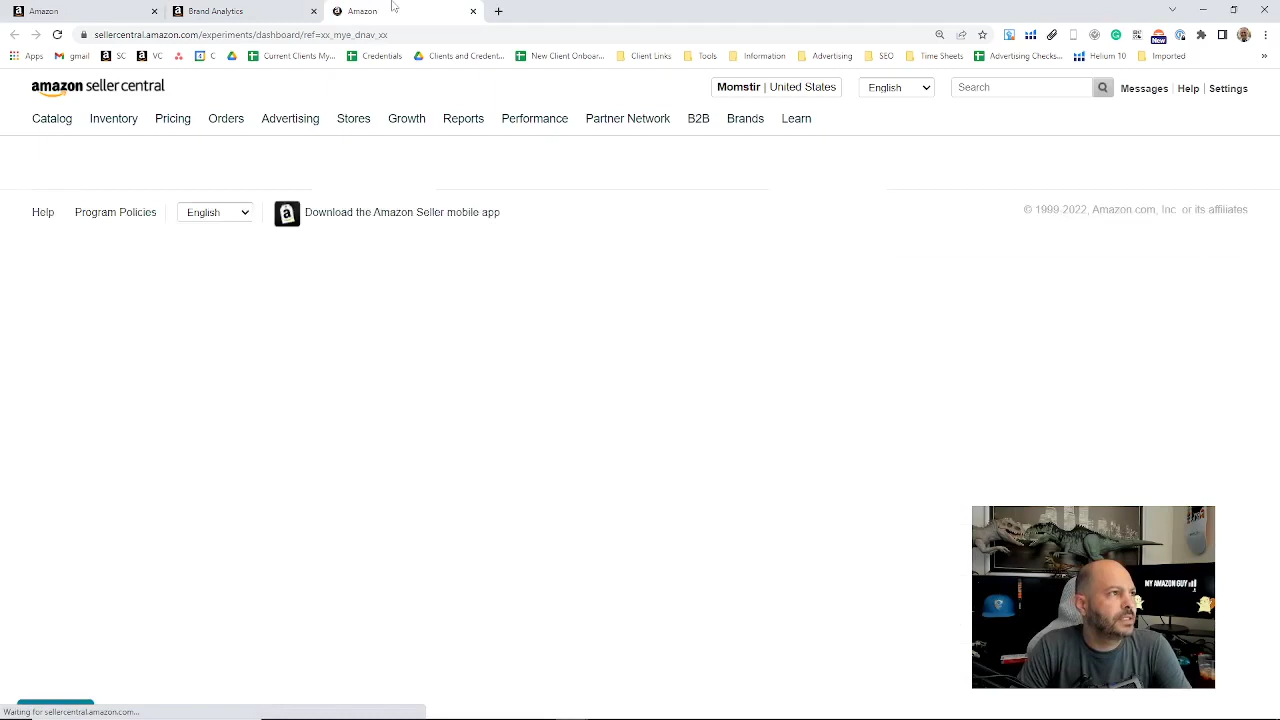 Amazon
Brand Analytics
Amazon
sellercentral.amazon.com/experiments/dashboard/ref=xx_mye_dnav_xx
Apps
gmail
SC
VC
C
Current Clients My...
Credentials
Clients and Credenti...
New Client Onboar...
Client Links
Tools
Information
Advertising
SEO
Time Sheets
Advertising Checks...
Helium 10
Imported
New
amazon seller central
Momstir | United States
English
Search
Messages | Help | Settings
Catalog
Inventory
Pricing
Orders
Advertising
Stores
Growth
Reports
Performance
Partner Network
B2B
Brands
Learn
Help
Program Policies
English
Download the Amazon Seller mobile app
© 1999-2022, Amazon.com, Inc. or its affiliates
MY AMAZON GUY
Waiting for sellercentral.amazon.com...